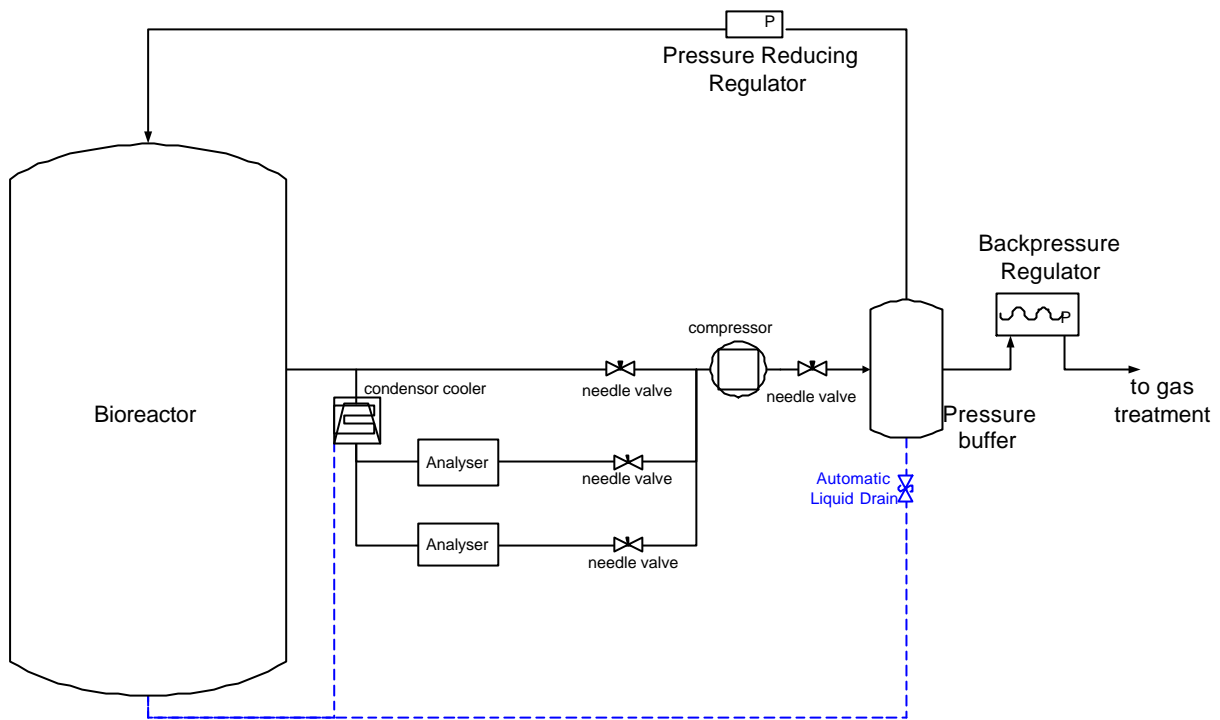 P
Pressure Reducing
Regulator
Backpressure
Regulator
P
compressor
condensor cooler
needle valve
needle valve
to gas
treatment
Bioreactor
Pressure
buffer
Analyser
needle valve
Automatic
Liquid Drain
Analyser
needle valve